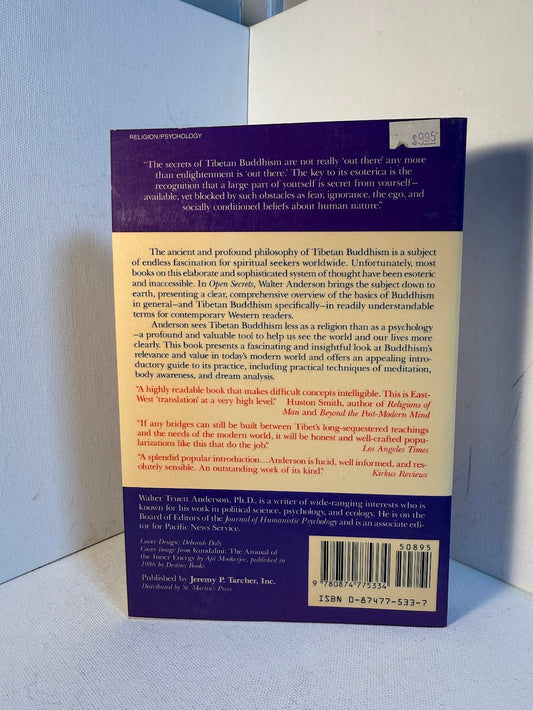 RELIGION/PSYCHOLOGY
$9.95
"The secrets of Tibetan Buddhism are not really 'out there' any more
than enlightenment is 'out there.' The key to its esoterica is the
recognition that a large part of yourself is secret from yourself—
available, yet blocked by such obstacles as fear, ignorance, the ego, and
socially conditioned beliefs about human nature."
The ancient and profound philosophy of Tibetan Buddhism is a subject
of endless fascination for spiritual seekers worldwide. Unfortunately, most
books on this elaborate and sophisticated system of thought have been esoteric
and inaccessible. In Open Secrets, Walter Anderson brings the subject down to
earth, presenting a clear, comprehensive overview of the basics of Buddhism
in general—and Tibetan Buddhism specifically—in readily understandable
terms for contemporary Western readers.
Anderson sees Tibetan Buddhism less as a religion than as a psychology
—a profound and valuable tool to help us see the world and our lives more
clearly. This book presents a fascinating and insightful look at Buddhism's
relevance and value in today's modern world and offers an appealing intro-
ductory guide to its practice, including practical techniques of meditation,
body awareness, and dream analysis.
"A highly readable book that makes difficult concepts intelligible. This is East-
West 'translation' at a very high level." Huston Smith, author of Religions of
Man and Beyond the Post-Modern Mind
"If any bridges can still be built between Tibet's long-sequestered teachings
and the needs of the modern world, it will be honest and well-crafted popu-
larizations like this that do the job." Los Angeles Times
"A splendid popular introduction... Anderson is lucid, well informed, and res-
olutely sensible. An outstanding work of its kind." Kirkus Reviews
Walter Truett Anderson, Ph.D., is a writer of wide-ranging interests who is
known for his work in political science, psychology, and ecology. He is on the
Board of Editors of the Journal of Humanistic Psychology and is an associate edi-
tor for Pacific News Service.
Cover Design: Deborah Daly
Cover image from Kundalini: The Arousal of
the Inner Energy by Ajit Mookerjee, published in
1986 by Destiny Books
Published by Jeremy P. Tarcher, Inc.
Distributed by St. Martin's Press
50895
9 780874 775334
ISBN 0-87477-533-7